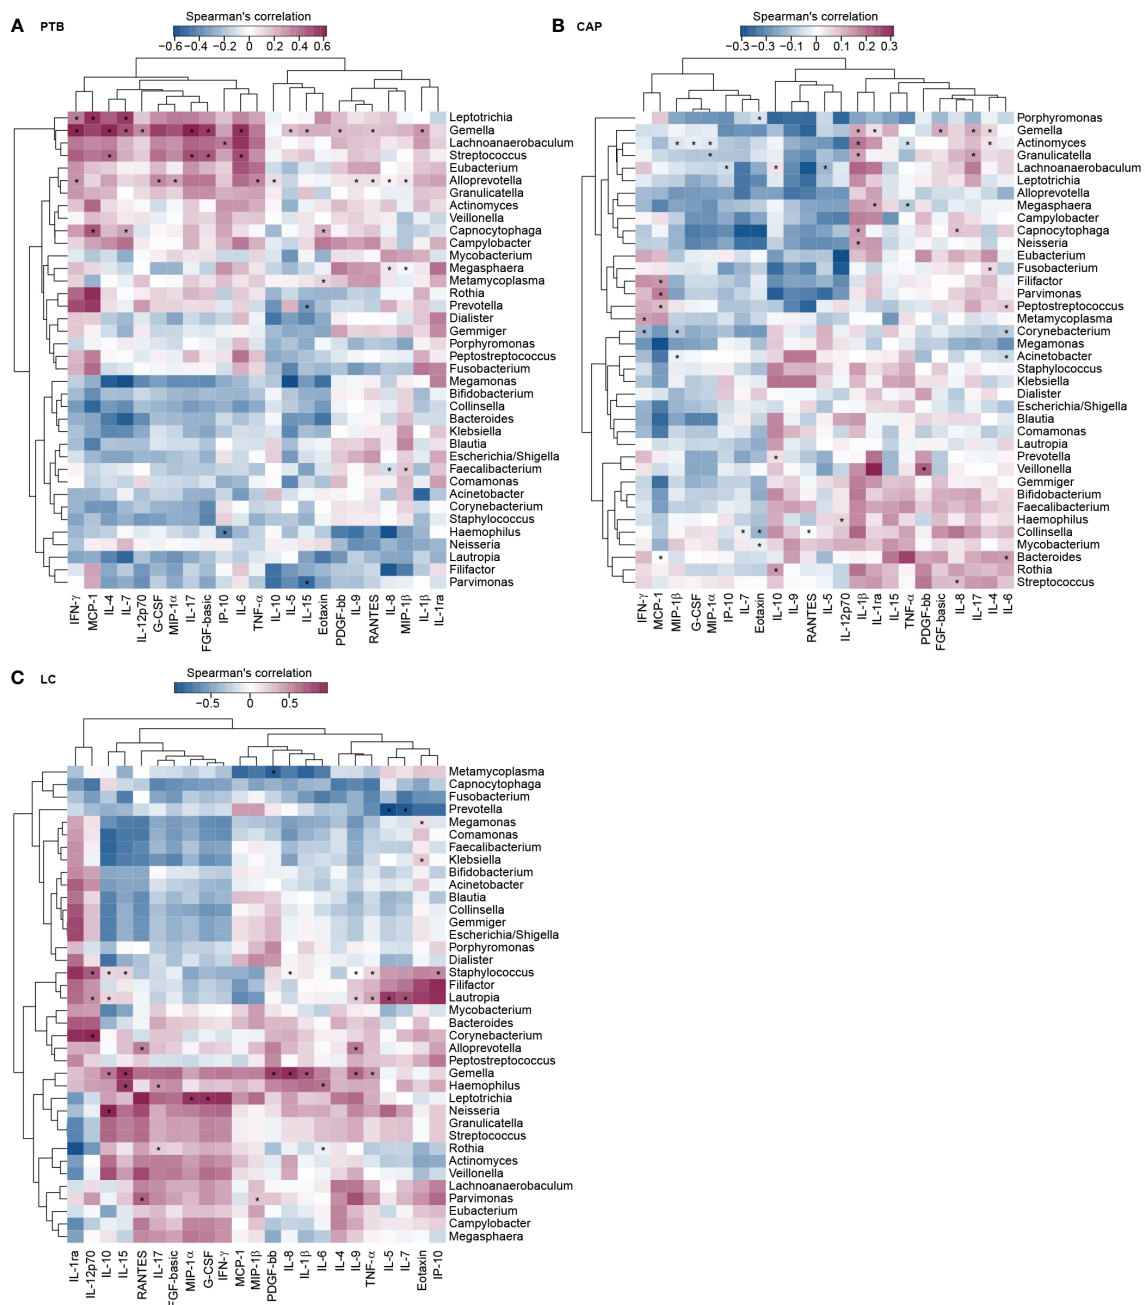 A PTB
Spearman's correlation
−0.6 −0.4 −0.2 0 0.2 0.4 0.6
Leptotrichia
Gemella
Lachnoanaerobaculum
Streptococcus
Eubacterium
Alloprevotella
Granulicatella
Actinomyces
Veillonella
Capnocytophaga
Campylobacter
Mycobacterium
Megasphaera
Metamycoplasma
Rothia
Prevotella
Dialister
Gemmiger
Porphyromonas
Peptostreptococcus
Fusobacterium
Megamonas
Bifidobacterium
Collinsella
Bacteroides
Klebsiella
Blautia
Escherichia/Shigella
Faecalibacterium
Comamonas
Acinetobacter
Corynebacterium
Staphylococcus
Haemophilus
Neisseria
Lautropia
Filifactor
Parvimonas
IFN-γ
MCP-1
IL-4
IL-7
IL-12p70
G-CSF
MIP-1α
IL-17
FGF-basic
IP-10
IL-6
TNF-α
IL-10
IL-5
IL-15
Eotaxin
PDGF-bb
IL-9
RANTES
IL-8
MIP-1β
IL-1β
IL-1ra
B CAP
Spearman's correlation
−0.3 −0.3 −0.1 0 0.1 0.2 0.3
Porphyromonas
Gemella
Actinomyces
Granulicatella
Lachnoanaerobaculum
Leptotrichia
Alloprevotella
Megasphaera
Campylobacter
Capnocytophaga
Neisseria
Eubacterium
Fusobacterium
Filifactor
Parvimonas
Peptostreptococcus
Metamycoplasma
Corynebacterium
Megamonas
Acinetobacter
Staphylococcus
Klebsiella
Dialister
Escherichia/Shigella
Blautia
Comamonas
Lautropia
Prevotella
Veillonella
Gemmiger
Bifidobacterium
Faecalibacterium
Haemophilus
Collinsella
Mycobacterium
Bacteroides
Rothia
Streptococcus
IFN-γ
MCP-1
MIP-1β
G-CSF
MIP-1α
IP-10
IL-7
Eotaxin
IL-10
IL-9
RANTES
IL-5
IL-12p70
IL-1β
IL-1ra
IL-15
TNF-α
PDGF-bb
FGF-basic
IL-8
IL-17
IL-4
IL-6
C LC
Spearman's correlation
−0.5 0 0.5
Metamycoplasma
Capnocytophaga
Fusobacterium
Prevotella
Megamonas
Comamonas
Faecalibacterium
Klebsiella
Bifidobacterium
Acinetobacter
Blautia
Collinsella
Gemmiger
Escherichia/Shigella
Porphyromonas
Dialister
Staphylococcus
Filifactor
Lautropia
Mycobacterium
Bacteroides
Corynebacterium
Alloprevotella
Peptostreptococcus
Gemella
Haemophilus
Leptotrichia
Neisseria
Granulicatella
Streptococcus
Rothia
Actinomyces
Veillonella
Lachnoanaerobaculum
Parvimonas
Eubacterium
Campylobacter
Megasphaera
IL-1ra
IL-12p70
IL-10
IL-15
RANTES
IL-17
FGF-basic
MIP-1α
G-CSF
IFN-γ
MCP-1
MIP-1β
PDGF-bb
IL-8
IL-1β
IL-6
IL-4
IL-9
TNF-α
IL-5
IL-7
Eotaxin
IP-10